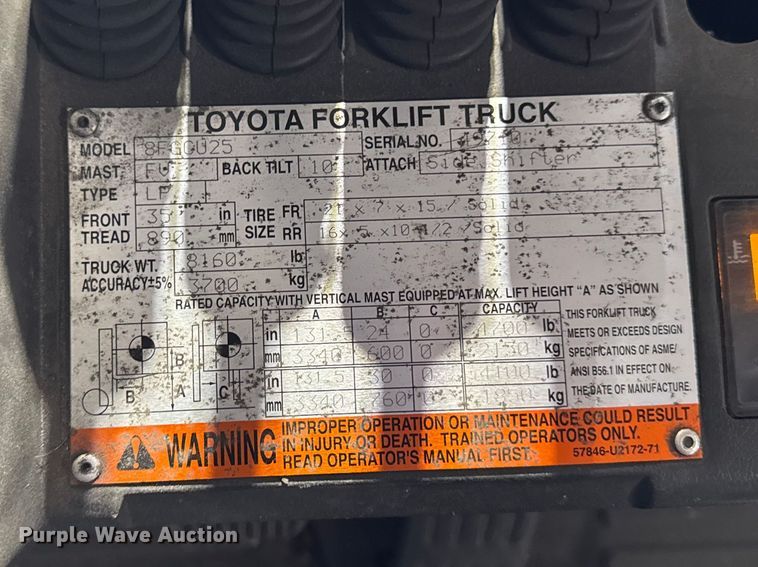 TOYOTA FORKLIFT TRUCK
MODEL 8FGCU25 SERIAL NO.
MAST. FV BACK TILT 10° ATTACH Side Shifter
TYPE LP
FRONT TREAD 35 in 890 mm
TIRE SIZE FR 21 x 7 x 15 / Solid
RR 16x 5 x10 1/2 /Solid
TRUCK WT. 8160 lb
ACCURACY±5% 3700 kg
RATED CAPACITY WITH VERTICAL MAST EQUIPPED AT MAX. LIFT HEIGHT "A" AS SHOWN
A B C CAPACITY
in 131.5 24 0 lb
mm 3340 600 0 kg
in 131.5 30 0 lb
mm 3340 760 0 kg
B A B C
THIS FORKLIFT TRUCK
MEETS OR EXCEEDS DESIGN
SPECIFICATIONS OF ASME/
ANSI B56.1 IN EFFECT ON
THE DATE OF MANUFACTURE.
WARNING
IMPROPER OPERATION OR MAINTENANCE COULD RESULT
IN INJURY OR DEATH. TRAINED OPERATORS ONLY.
READ OPERATOR'S MANUAL FIRST.
57846-U2172-71
Purple Wave Auction